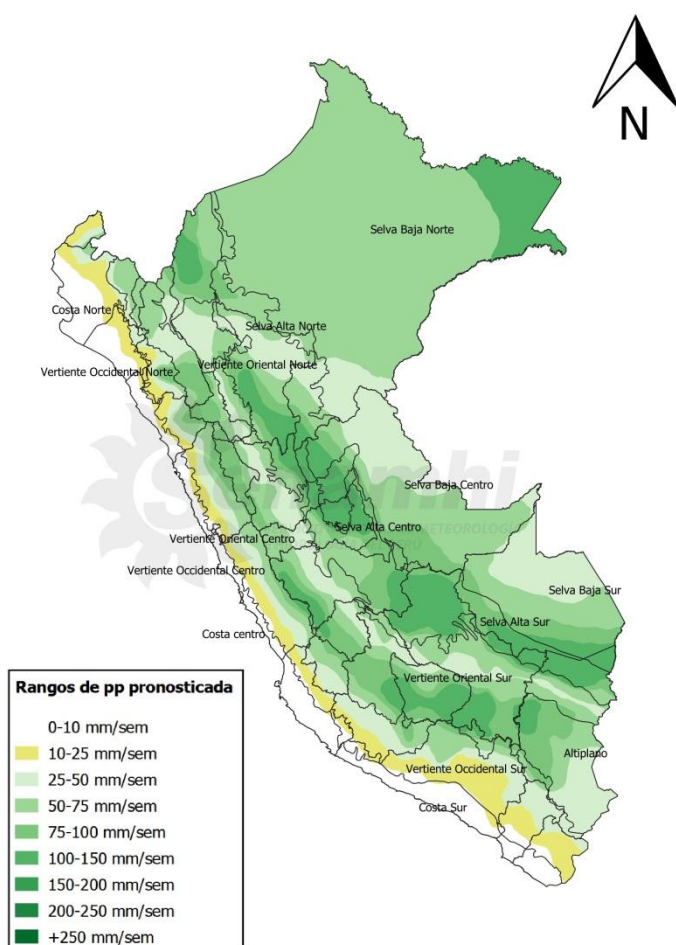 N
Selva Baja Norte
Costa Norte
Selva Alta Norte
Vertiente Oriental Norte
Vertiente Occidental Norte
Senamhi
Selva Baja Centro
Selva Alta Centro
METEOROLOGÍA
Vertiente Oriental Centro
Vertiente Occidental Centro
Selva Baja Sur
Selva Alta Sur
Costa centro
Vertiente Oriental Sur
Altiplano
Vertiente Occidental Sur
Costa Sur
Rangos de pp pronosticada
0-10 mm/sem
10-25 mm/sem
25-50 mm/sem
50-75 mm/sem
75-100 mm/sem
100-150 mm/sem
150-200 mm/sem
200-250 mm/sem
+250 mm/sem